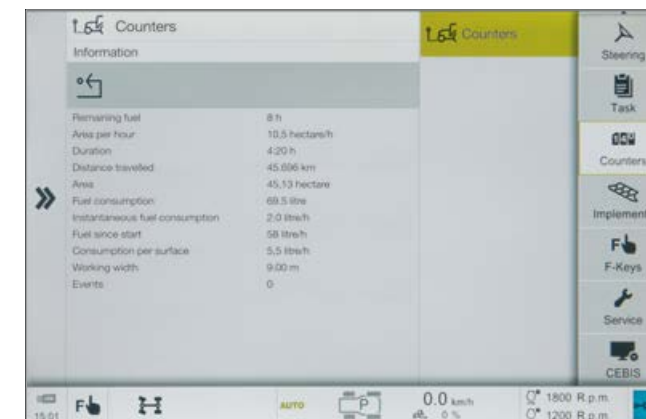 Counters
Information
Remaining fuel 8 h
Area per hour 10,5 hectare/h
Duration 4:20 h
Distance travelled 45.696 km
Area 45,13 hectare
Fuel consumption 69.5 litre
Instantaneous fuel consumption 2,0 litre/h
Fuel since start 58 litre/h
Consumption per surface 5,5 litre/h
Working width 9.00 m
Events 0
Counters
Steering
Task
Counters
Implement
F-Keys
Service
CEBIS
15:01 F AUTO P 0.0 km/h 0 % 1800 R.p.m.
1200 R.p.m.